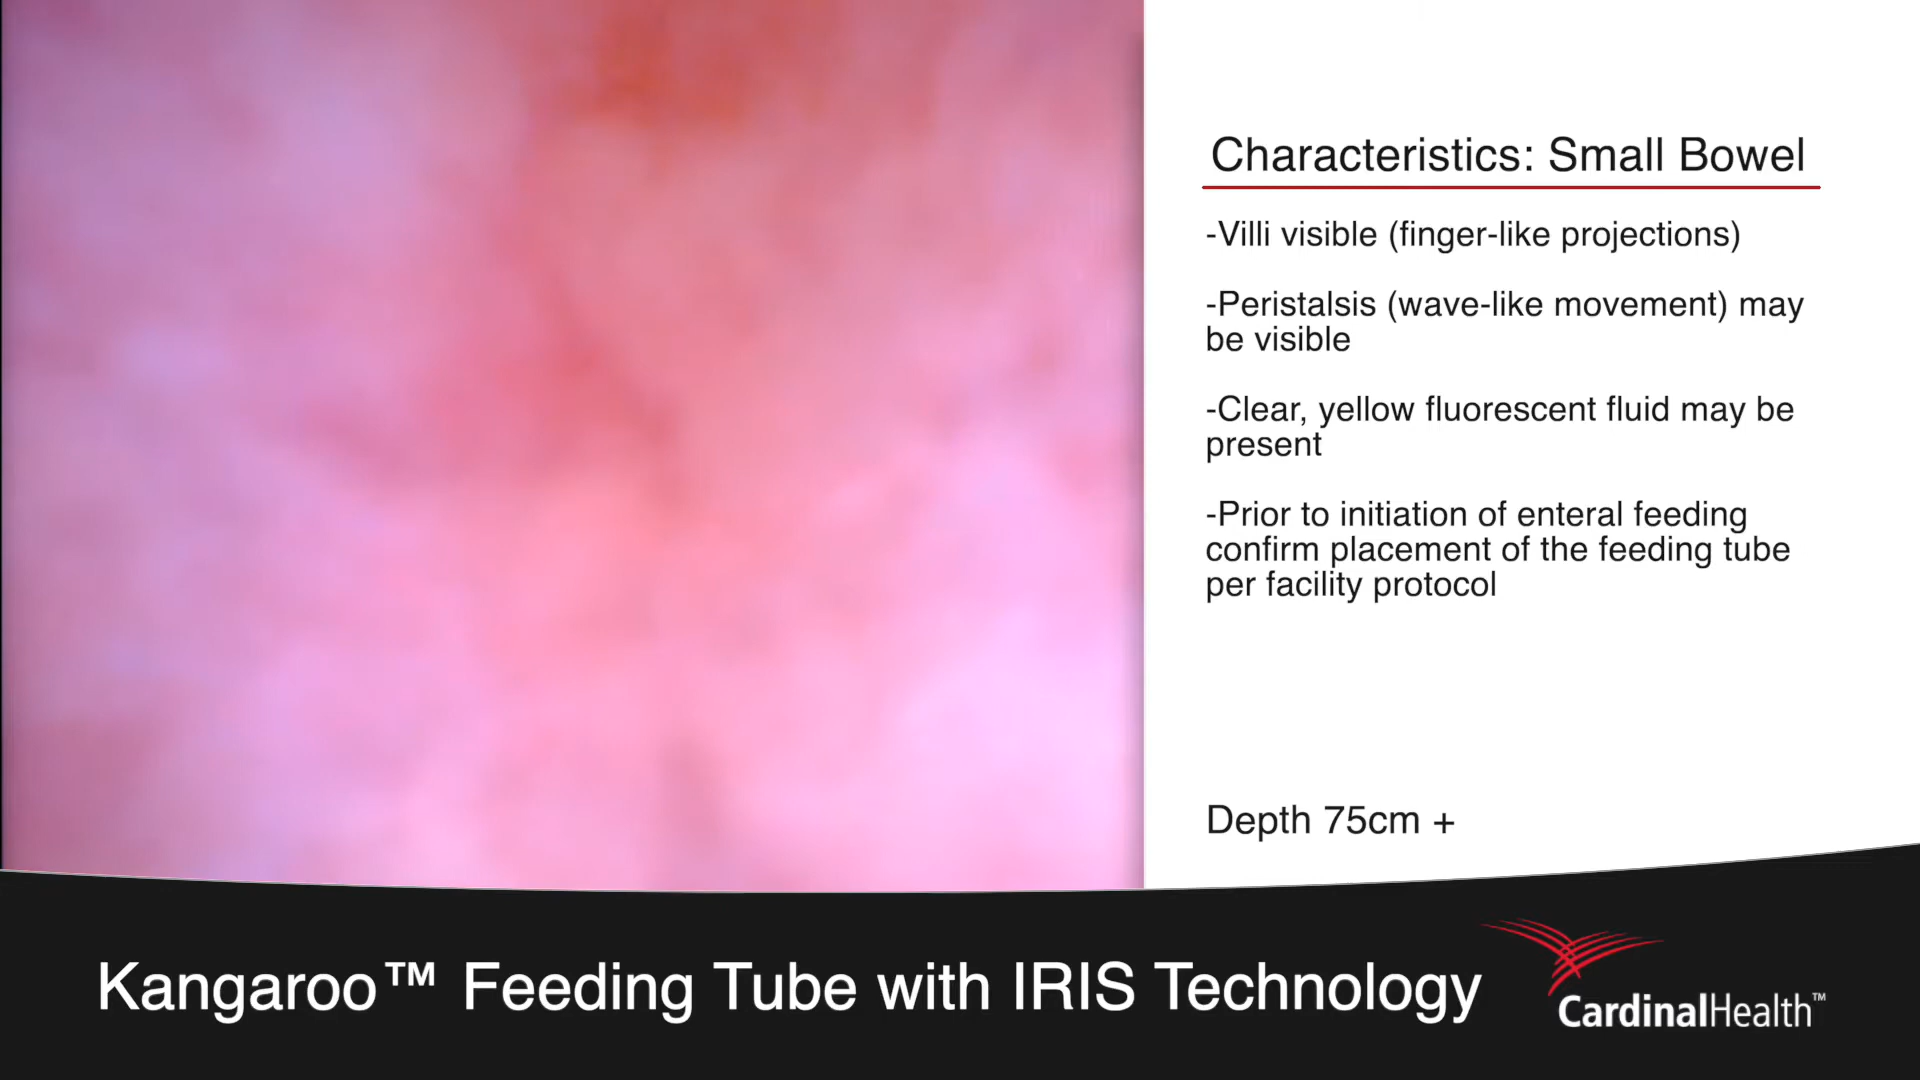 Characteristics: Small Bowel
-Villi visible (finger-like projections)
-Peristalsis (wave-like movement) may
be visible
-Clear, yellow fluorescent fluid may be
present
-Prior to initiation of enteral feeding
confirm placement of the feeding tube
per facility protocol
Depth 75cm +
Kangaroo™ Feeding Tube with IRIS Technology
CardinalHealth™